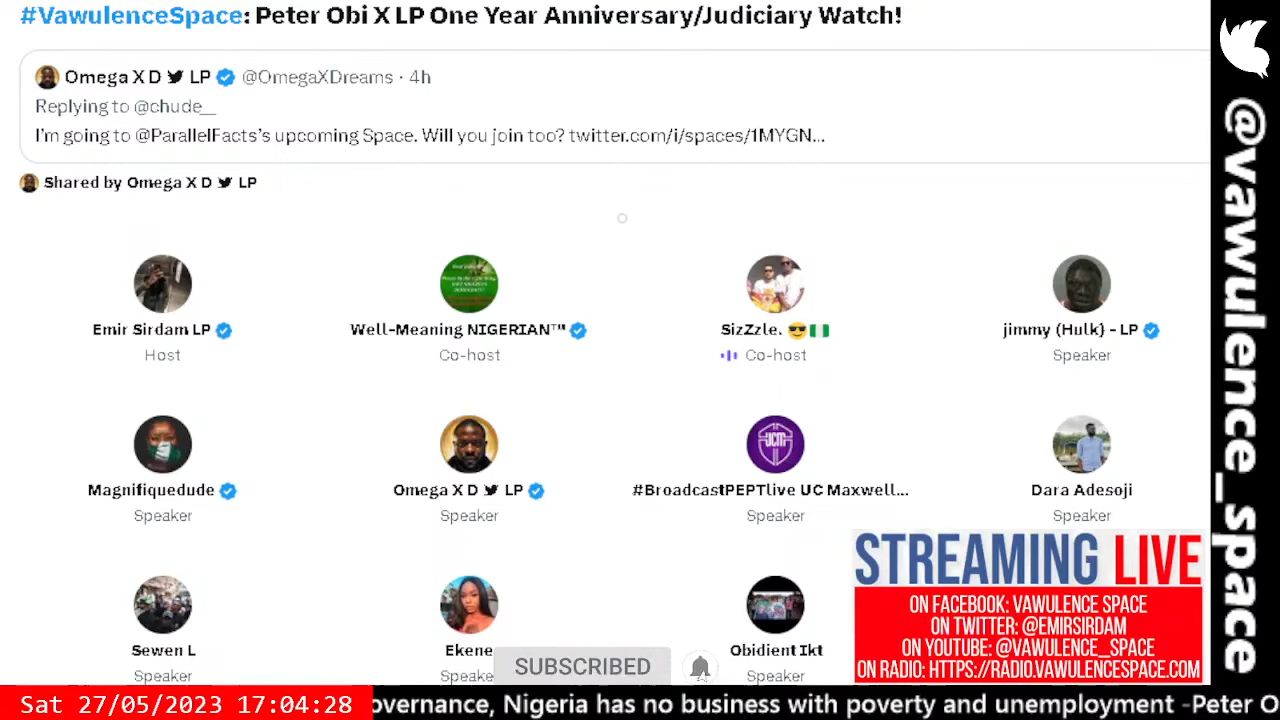 #VawulenceSpace: Peter Obi X LP One Year Anniversary/Judiciary Watch!
Omega X D LP @OmegaXDreams · 4h
Replying to @chude__
I'm going to @ParallelFacts's upcoming Space. Will you join too? twitter.com/i/spaces/1MYGN...
Shared by Omega X D LP
Emir Sirdam LP
Host
Well-Meaning NIGERIAN™
Co-host
SizZzle. 😎🇳🇬
Co-host
jimmy (Hulk) - LP
Speaker
Magnifiquedude
Speaker
Omega X D LP
Speaker
UCM
#BroadcastPEPTlive UC Maxwell...
Speaker
Dara Adesoji
Speaker
Sewen L
Speaker
Ekene
Speake
Obidient Ikt
Speaker
SUBSCRIBED
STREAMING LIVE
ON FACEBOOK: VAWULENCE SPACE
ON TWITTER: @EMIRSIRDAM
ON YOUTUBE: @VAWULENCE_SPACE
ON RADIO: HTTPS://RADIO.VAWULENCESPACE.COM
@vawulence_space
Sat 27/05/2023 17:04:28
overnance, Nigeria has no business with poverty and unemployment -Peter O